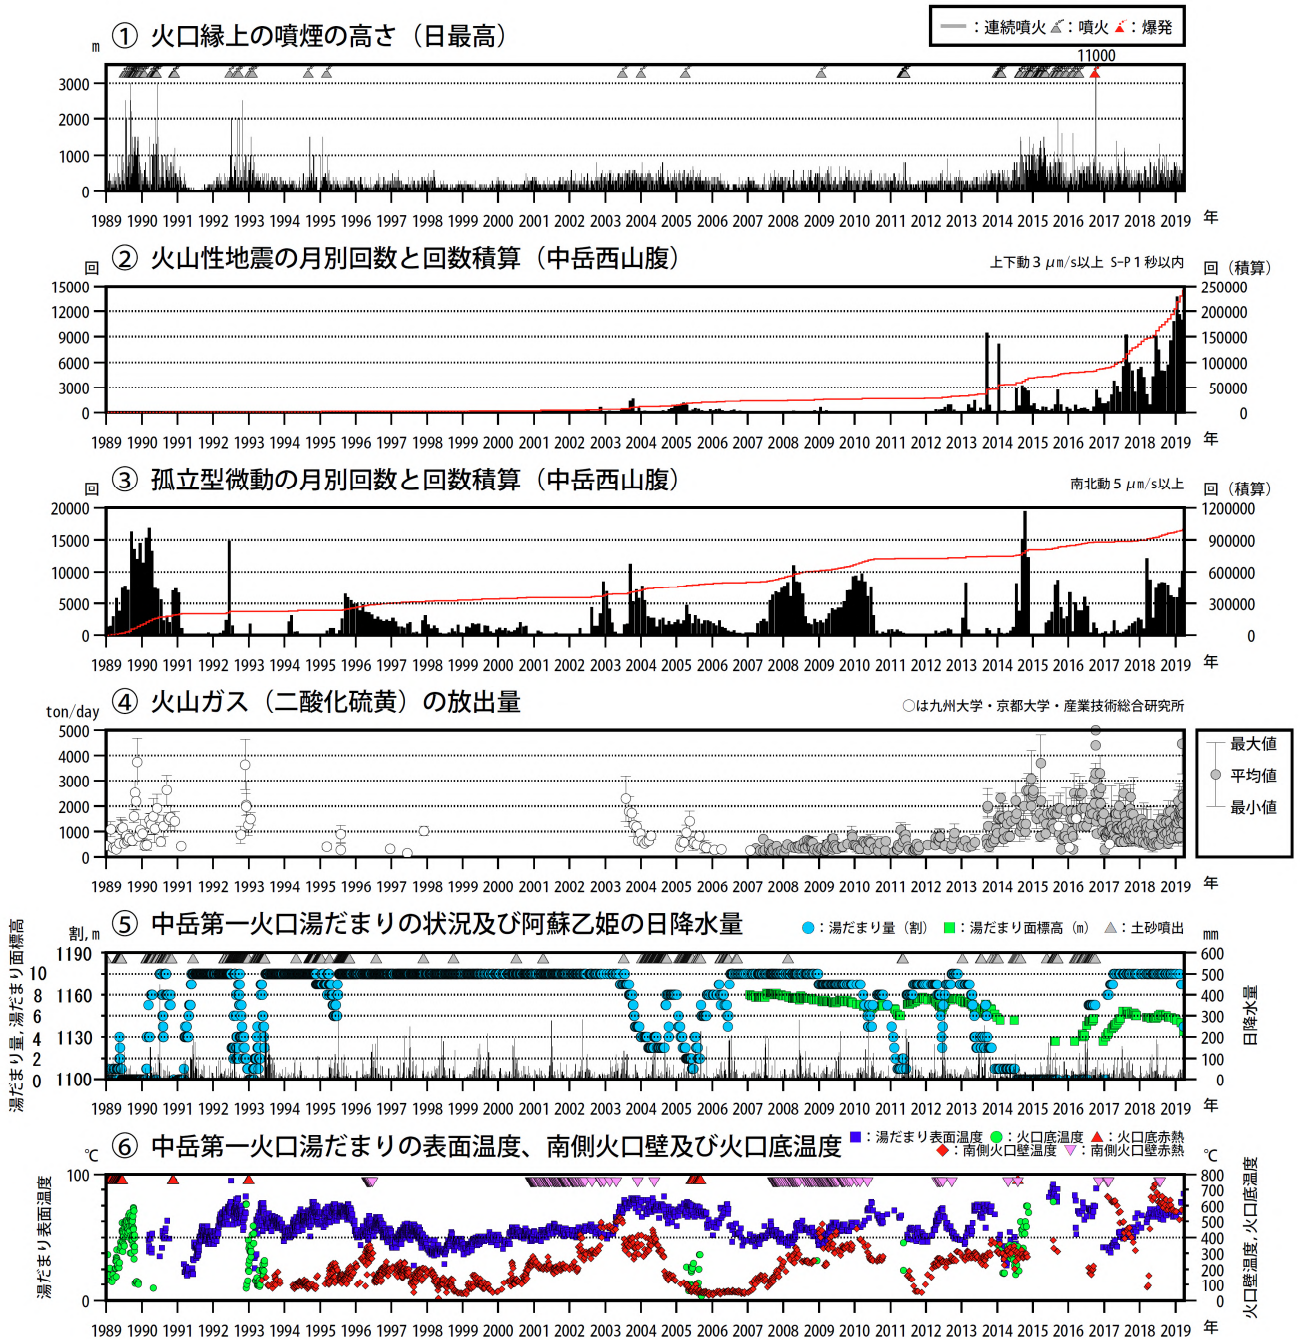 ① 火口縁上の噴煙の高さ（日最高）
：連続噴火 ：噴火 ：爆発
m
11000
3000
2000
1000
0
1989 1990 1991 1992 1993 1994 1995 1996 1997 1998 1999 2000 2001 2002 2003 2004 2005 2006 2007 2008 2009 2010 2011 2012 2013 2014 2015 2016 2017 2018 2019 年
② 火山性地震の月別回数と回数積算（中岳西山腹）
上下動３μm/s以上 S-P１秒以内
回 回（積算）
15000 250000
12000 200000
9000 150000
6000 100000
3000 50000
0 0
1989 1990 1991 1992 1993 1994 1995 1996 1997 1998 1999 2000 2001 2002 2003 2004 2005 2006 2007 2008 2009 2010 2011 2012 2013 2014 2015 2016 2017 2018 2019 年
③ 孤立型微動の月別回数と回数積算（中岳西山腹）
南北動５μm/s以上
回 回（積算）
20000 1200000
15000 900000
10000 600000
5000 300000
0 0
1989 1990 1991 1992 1993 1994 1995 1996 1997 1998 1999 2000 2001 2002 2003 2004 2005 2006 2007 2008 2009 2010 2011 2012 2013 2014 2015 2016 2017 2018 2019 年
④ 火山ガス（二酸化硫黄）の放出量
○は九州大学・京都大学・産業技術総合研究所
ton/day
5000
4000
3000
2000
1000
0
最大値
平均値
最小値
1989 1990 1991 1992 1993 1994 1995 1996 1997 1998 1999 2000 2001 2002 2003 2004 2005 2006 2007 2008 2009 2010 2011 2012 2013 2014 2015 2016 2017 2018 2019 年
⑤ 中岳第一火口湯だまりの状況及び阿蘇乙姫の日降水量
：湯だまり量（割） ：湯だまり面標高（m） ：土砂噴出
割,m mm
湯だまり量,湯だまり面標高
日降水量
1190 600
10 500
8 1160 400
6 300
4 1130 200
2 100
0 1100 0
1989 1990 1991 1992 1993 1994 1995 1996 1997 1998 1999 2000 2001 2002 2003 2004 2005 2006 2007 2008 2009 2010 2011 2012 2013 2014 2015 2016 2017 2018 2019 年
⑥ 中岳第一火口湯だまりの表面温度、南側火口壁及び火口底温度
：湯だまり表面温度 ：火口底温度 ：火口底赤熱
：南側火口壁温度 ：南側火口壁赤熱
℃ ℃
湯だまり表面温度
火口壁温度,火口底温度
100 800
700
600
500
400
300
200
100
0 0
1989 1990 1991 1992 1993 1994 1995 1996 1997 1998 1999 2000 2001 2002 2003 2004 2005 2006 2007 2008 2009 2010 2011 2012 2013 2014 2015 2016 2017 2018 2019 年